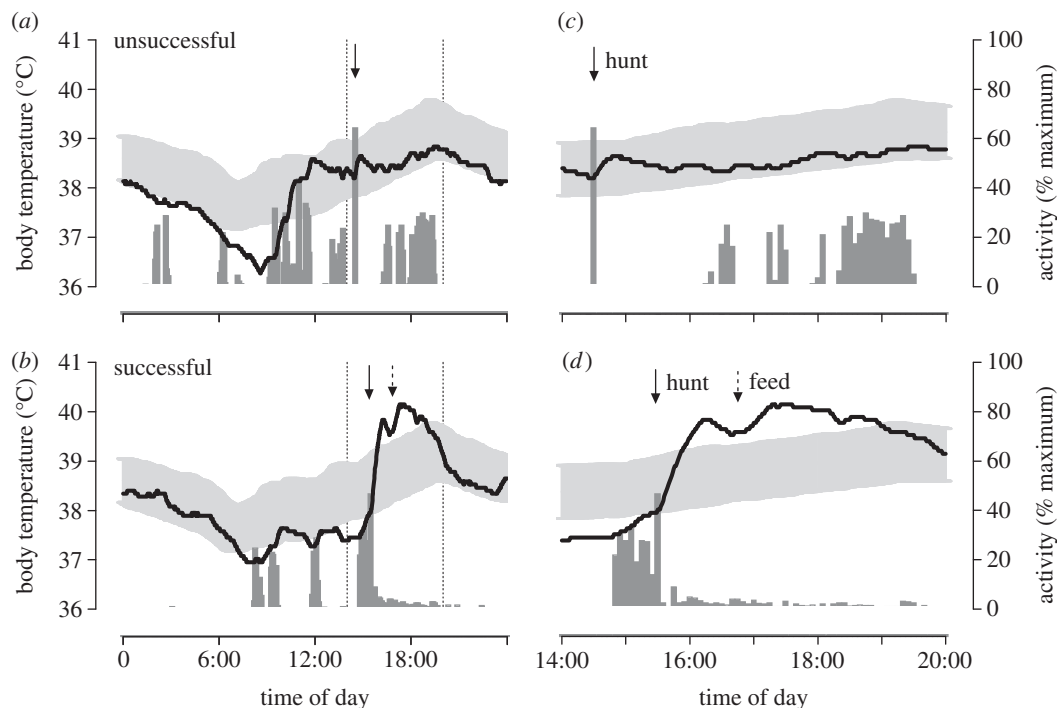 (a)
unsuccessful
41
40
39
38
37
36
body temperature (°C)
(c)
hunt
100
80
60
40
20
0
activity (% maximum)
(b)
successful
41
40
39
38
37
36
body temperature (°C)
0 6:00 12:00 18:00
time of day
(d)
hunt feed
100
80
60
40
20
0
activity (% maximum)
14:00 16:00 18:00 20:00
time of day